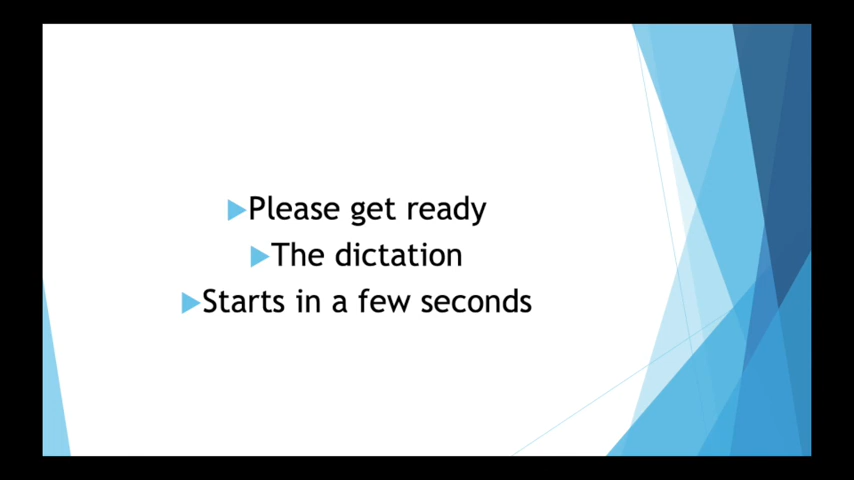 Please get ready
The dictation
Starts in a few seconds